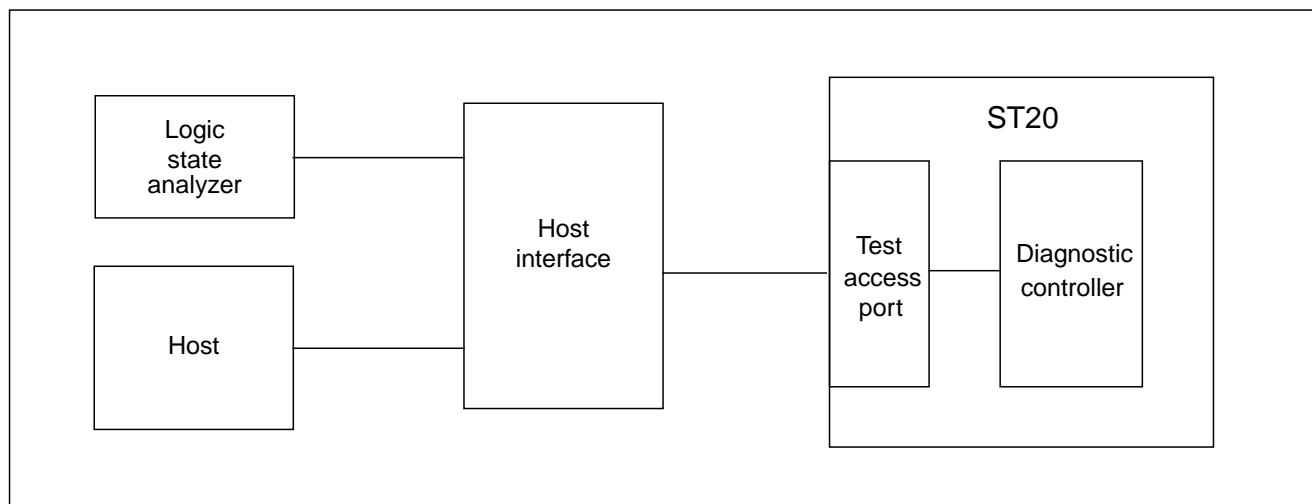 Logic
state
analyzer
Host
Host
interface
ST20
Test
access
port
Diagnostic
controller